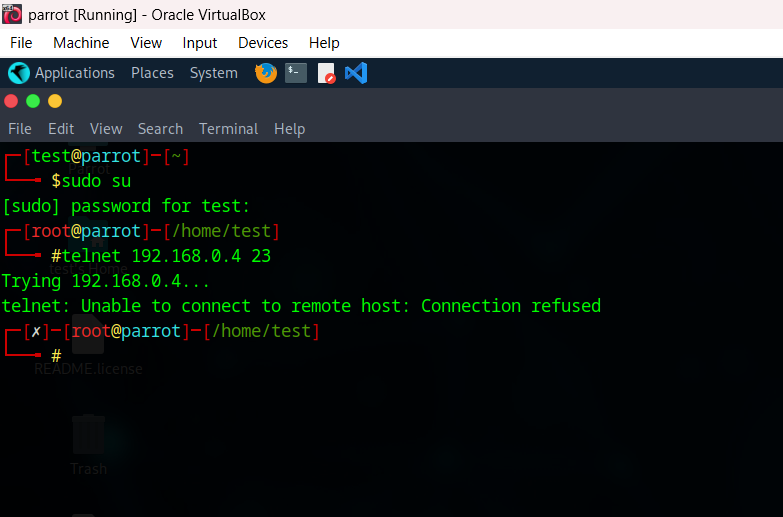 parrot [Running] - Oracle VirtualBox
File Machine View Input Devices Help
Applications Places System
File Edit View Search Terminal Help
┌─[test@parrot]─[~]
└──╼ $sudo su
[sudo] password for test:
┌─[root@parrot]─[/home/test]
└──╼ #telnet 192.168.0.4 23
Trying 192.168.0.4...
telnet: Unable to connect to remote host: Connection refused
┌─[✗]─[root@parrot]─[/home/test]
└──╼ #
README.license
Trash